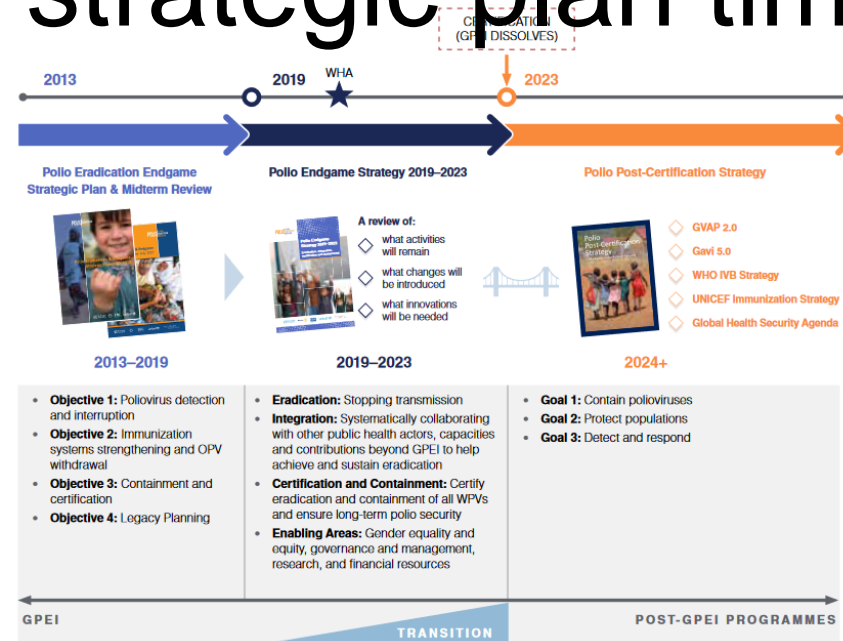 strategic plan tim
(GPEI DISSOLVES)
2013
2019
WHA
2023
Polio Eradication Endgame
Strategic Plan & Midterm Review
Polio Endgame Strategy 2019–2023
Polio Post-Certification Strategy
A review of:
what activities
will remain
what changes will
be introduced
what innovations
will be needed
Polio Endgame
Strategy 2019–2023
Polio
Post-Certification
Strategy
GVAP 2.0
Gavi 5.0
WHO IVB Strategy
UNICEF Immunization Strategy
Global Health Security Agenda
2013–2019
2019–2023
2024+
• Objective 1: Poliovirus detection
and interruption
• Objective 2: Immunization
systems strengthening and OPV
withdrawal
• Objective 3: Containment and
certification
• Objective 4: Legacy Planning
• Eradication: Stopping transmission
• Integration: Systematically collaborating
with other public health actors, capacities
and contributions beyond GPEI to help
achieve and sustain eradication
• Certification and Containment: Certify
eradication and containment of all WPVs
and ensure long-term polio security
• Enabling Areas: Gender equality and
equity, governance and management,
research, and financial resources
• Goal 1: Contain polioviruses
• Goal 2: Protect populations
• Goal 3: Detect and respond
GPEI
TRANSITION
POST-GPEI PROGRAMMES